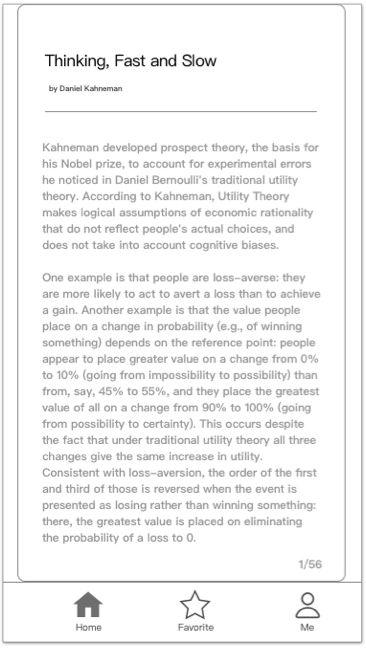 Thinking, Fast and Slow
by Daniel Kahneman
Kahneman developed prospect theory, the basis for
his Nobel prize, to account for experimental errors
he noticed in Daniel Bernoulli's traditional utility
theory. According to Kahneman, Utility Theory
makes logical assumptions of economic rationality
that do not reflect people's actual choices, and
does not take into account cognitive biases.
One example is that people are loss-averse: they
are more likely to act to avert a loss than to achieve
a gain. Another example is that the value people
place on a change in probability (e.g., of winning
something) depends on the reference point: people
appear to place greater value on a change from 0%
to 10% (going from impossibility to possibility) than
from, say, 45% to 55%, and they place the greatest
value of all on a change from 90% to 100% (going
from possibility to certainty). This occurs despite
the fact that under traditional utility theory all three
changes give the same increase in utility.
Consistent with loss-aversion, the order of the first
and third of those is reversed when the event is
presented as losing rather than winning something:
there, the greatest value is placed on eliminating
the probability of a loss to 0.
1/56
Home
Favorite
Me